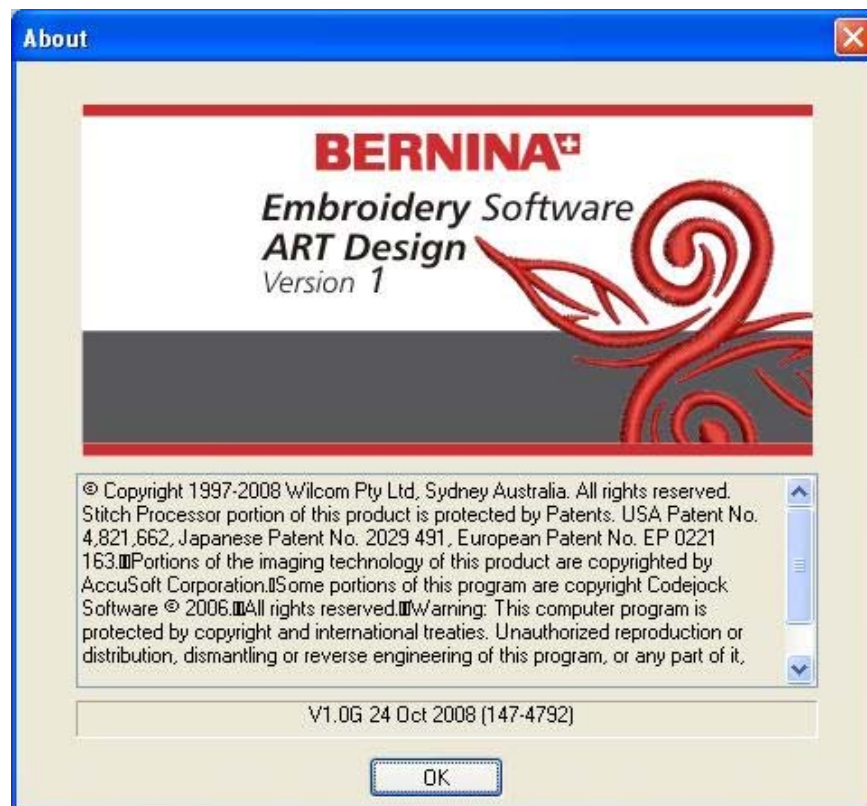 About
BERNINA
Embroidery Software
ART Design
Version 1
© Copyright 1997-2008 Wilcom Pty Ltd, Sydney Australia. All rights reserved.
Stitch Processor portion of this product is protected by Patents. USA Patent No.
4,821,662, Japanese Patent No. 2029 491, European Patent No. EP 0221
163.▯▯Portions of the imaging technology of this product are copyrighted by
AccuSoft Corporation.▯Some portions of this program are copyright Codejock
Software © 2006.▯▯All rights reserved.▯▯Warning: This computer program is
protected by copyright and international treaties. Unauthorized reproduction or
distribution, dismantling or reverse engineering of this program, or any part of it,
V1.0G 24 Oct 2008 (147-4792)
OK